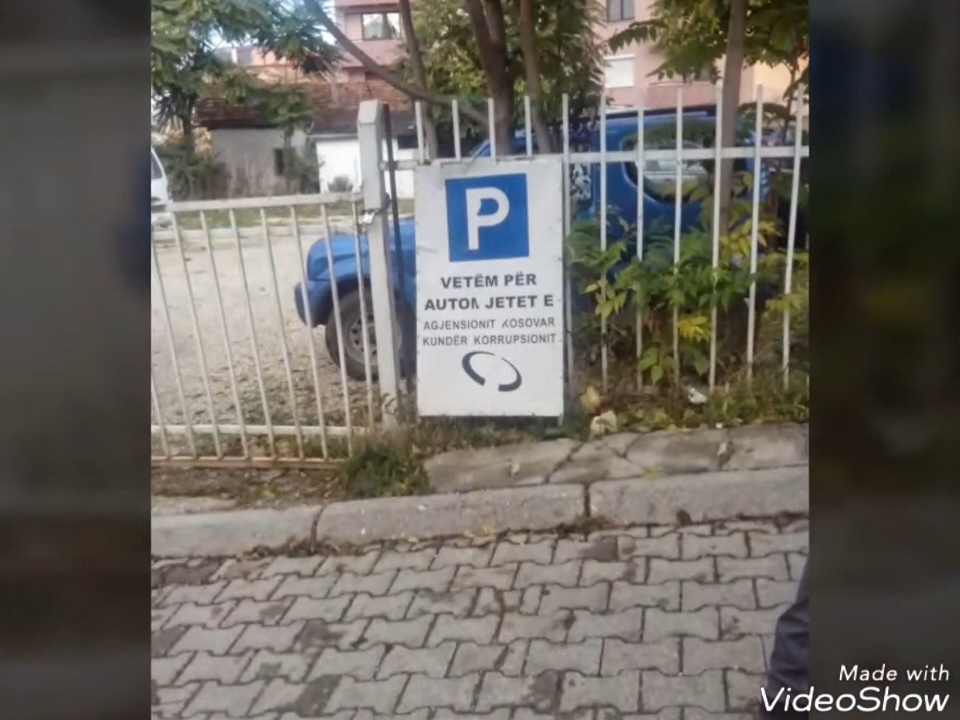 P
VETËM PËR
AUTOMJETET E
AGJENSIONIT KOSOVAR
KUNDËR KORRUPSIONIT
Made with
VideoShow